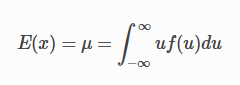 E(x) = μ = ∫_{-∞}^{∞} uf(u)du